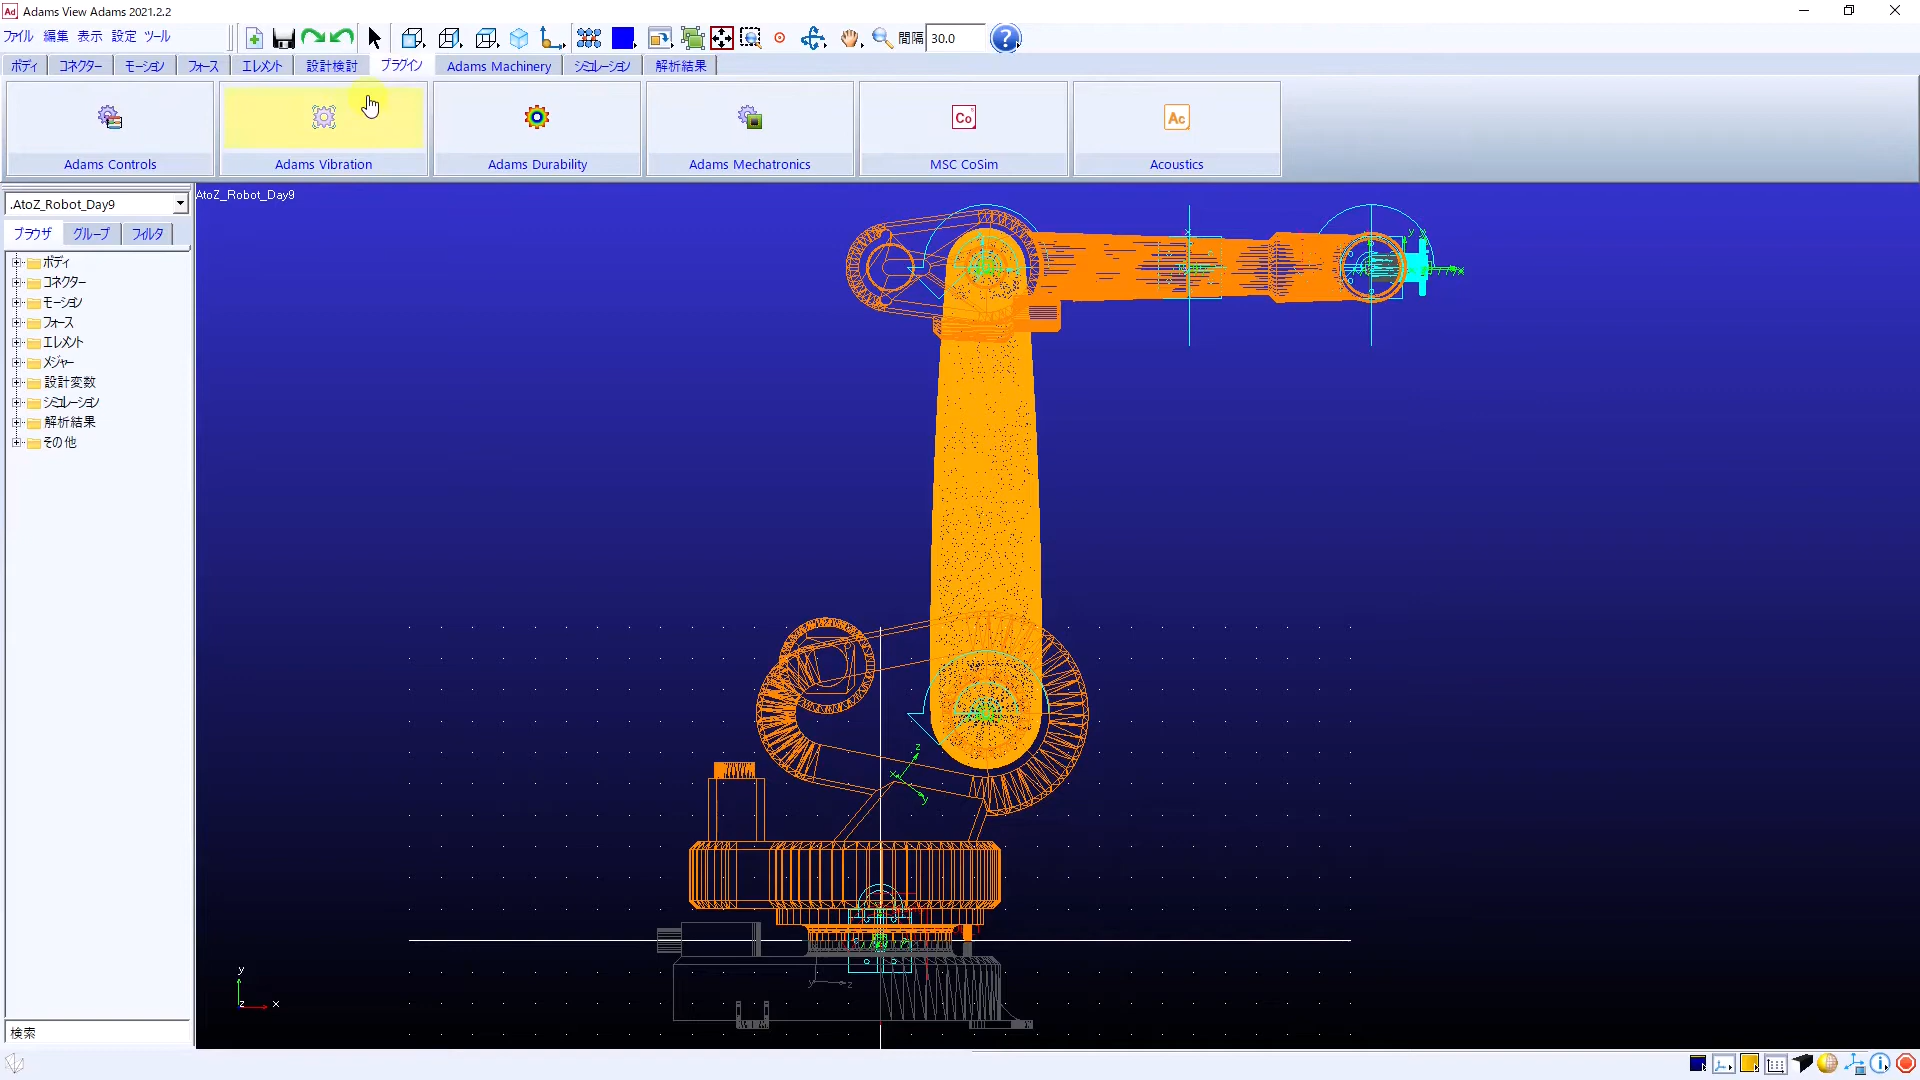 Ad Adams View Adams 2021.2.2
ファイル 編集 表示 設定 ツール
間隔 30.0 ?
ボディ コネクター モーション フォース エレメント 設計検討 プラグイン Adams Machinery シミュレーション 解析結果
Co Ac
Adams Controls Adams Vibration Adams Durability Adams Mechatronics MSC CoSim Acoustics
.AtoZ_Robot_Day9 AtoZ_Robot_Day9
ブラウザ グループ フィルタ
ボディ
コネクター
モーション
フォース
エレメント
メジャー
設計変数
シミュレーション
解析結果
その他
検索
y
z x